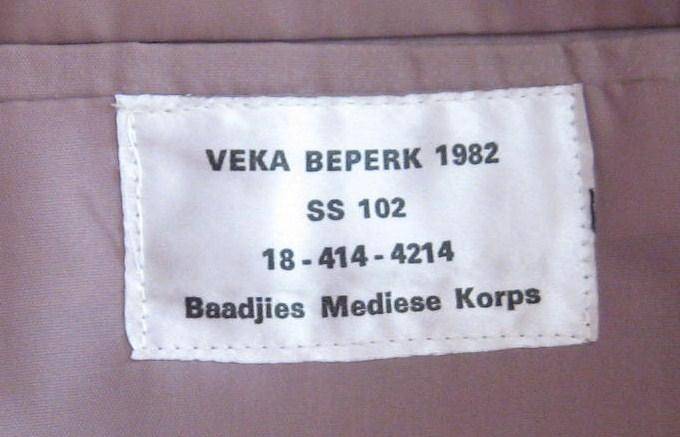 VEKA BEPERK 1982
SS 102
18-414-4214
Baadjies Mediese Korps